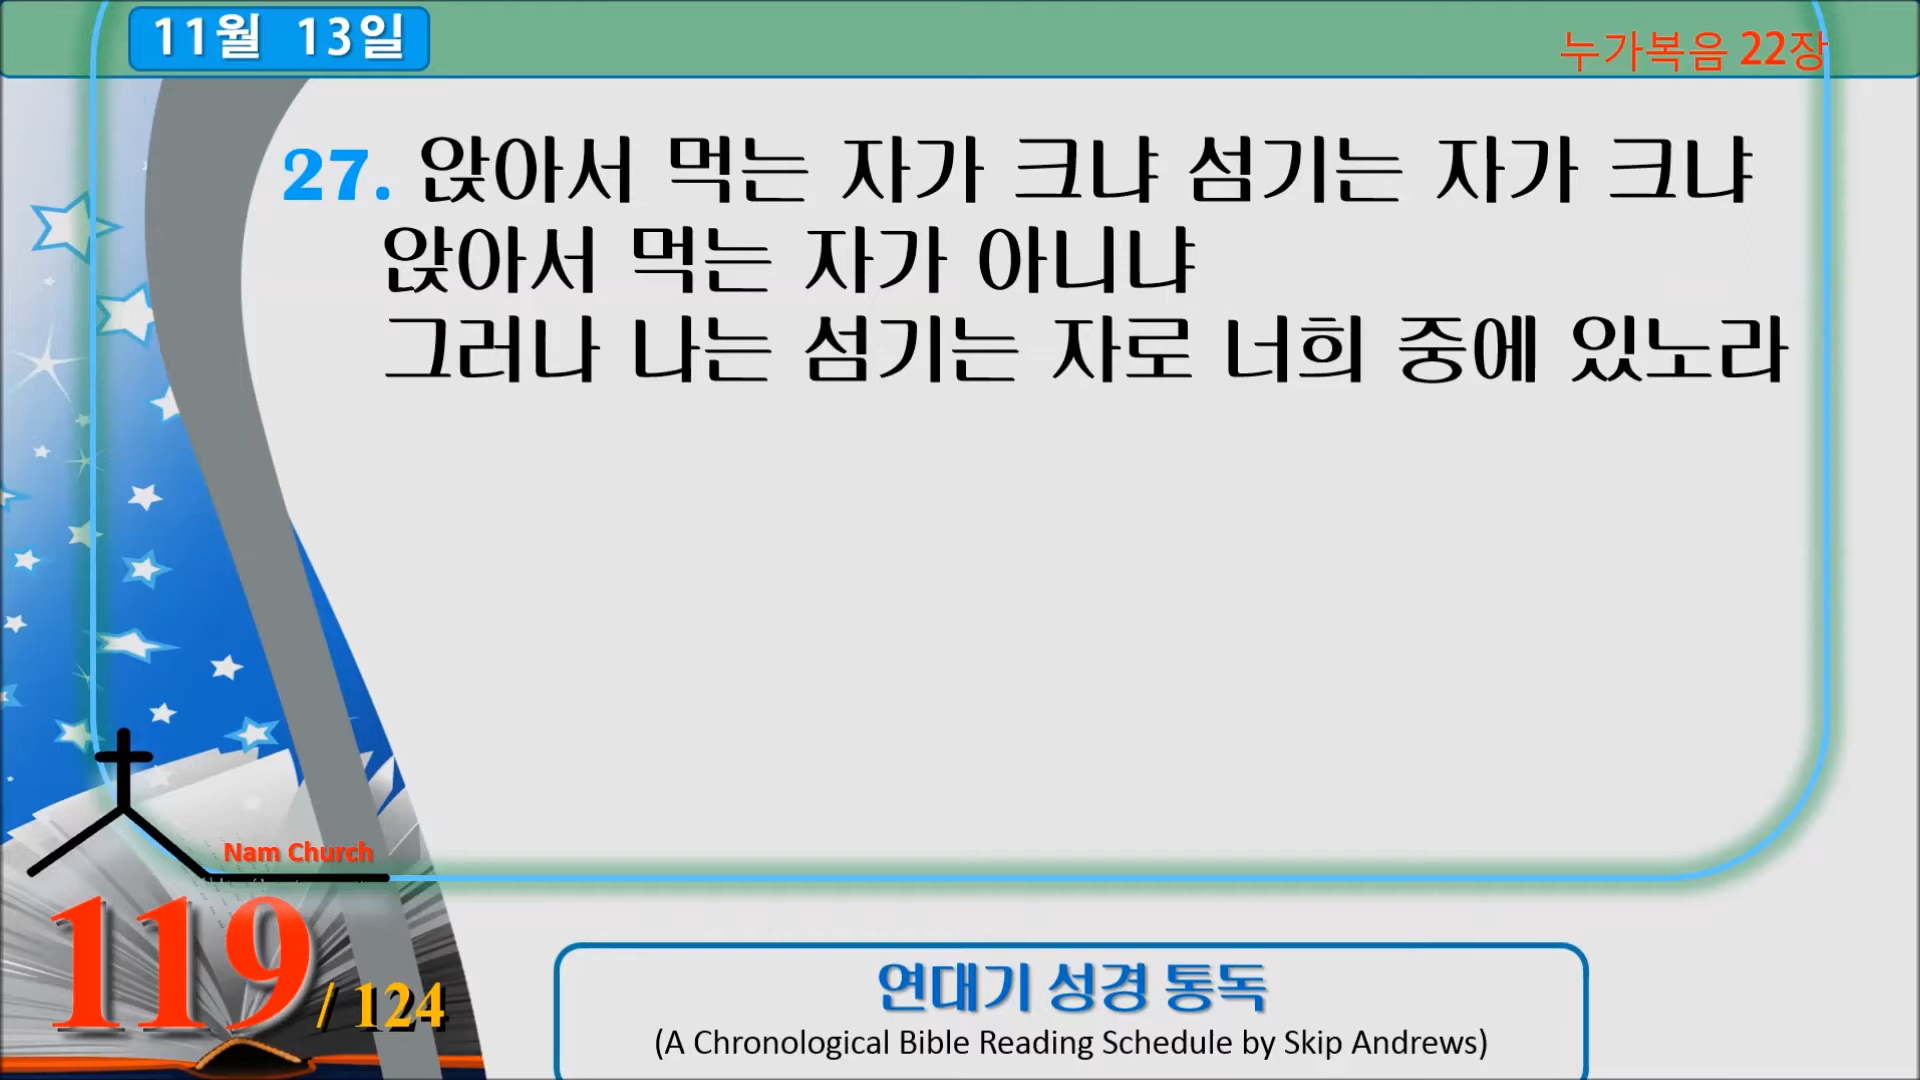 11월 13일
누가복음 22장
27. 앉아서 먹는 자가 크냐 섬기는 자가 크냐
앉아서 먹는 자가 아니냐
그러나 나는 섬기는 자로 너희 중에 있노라
Nam Church
119 / 124
연대기 성경 통독
(A Chronological Bible Reading Schedule by Skip Andrews)